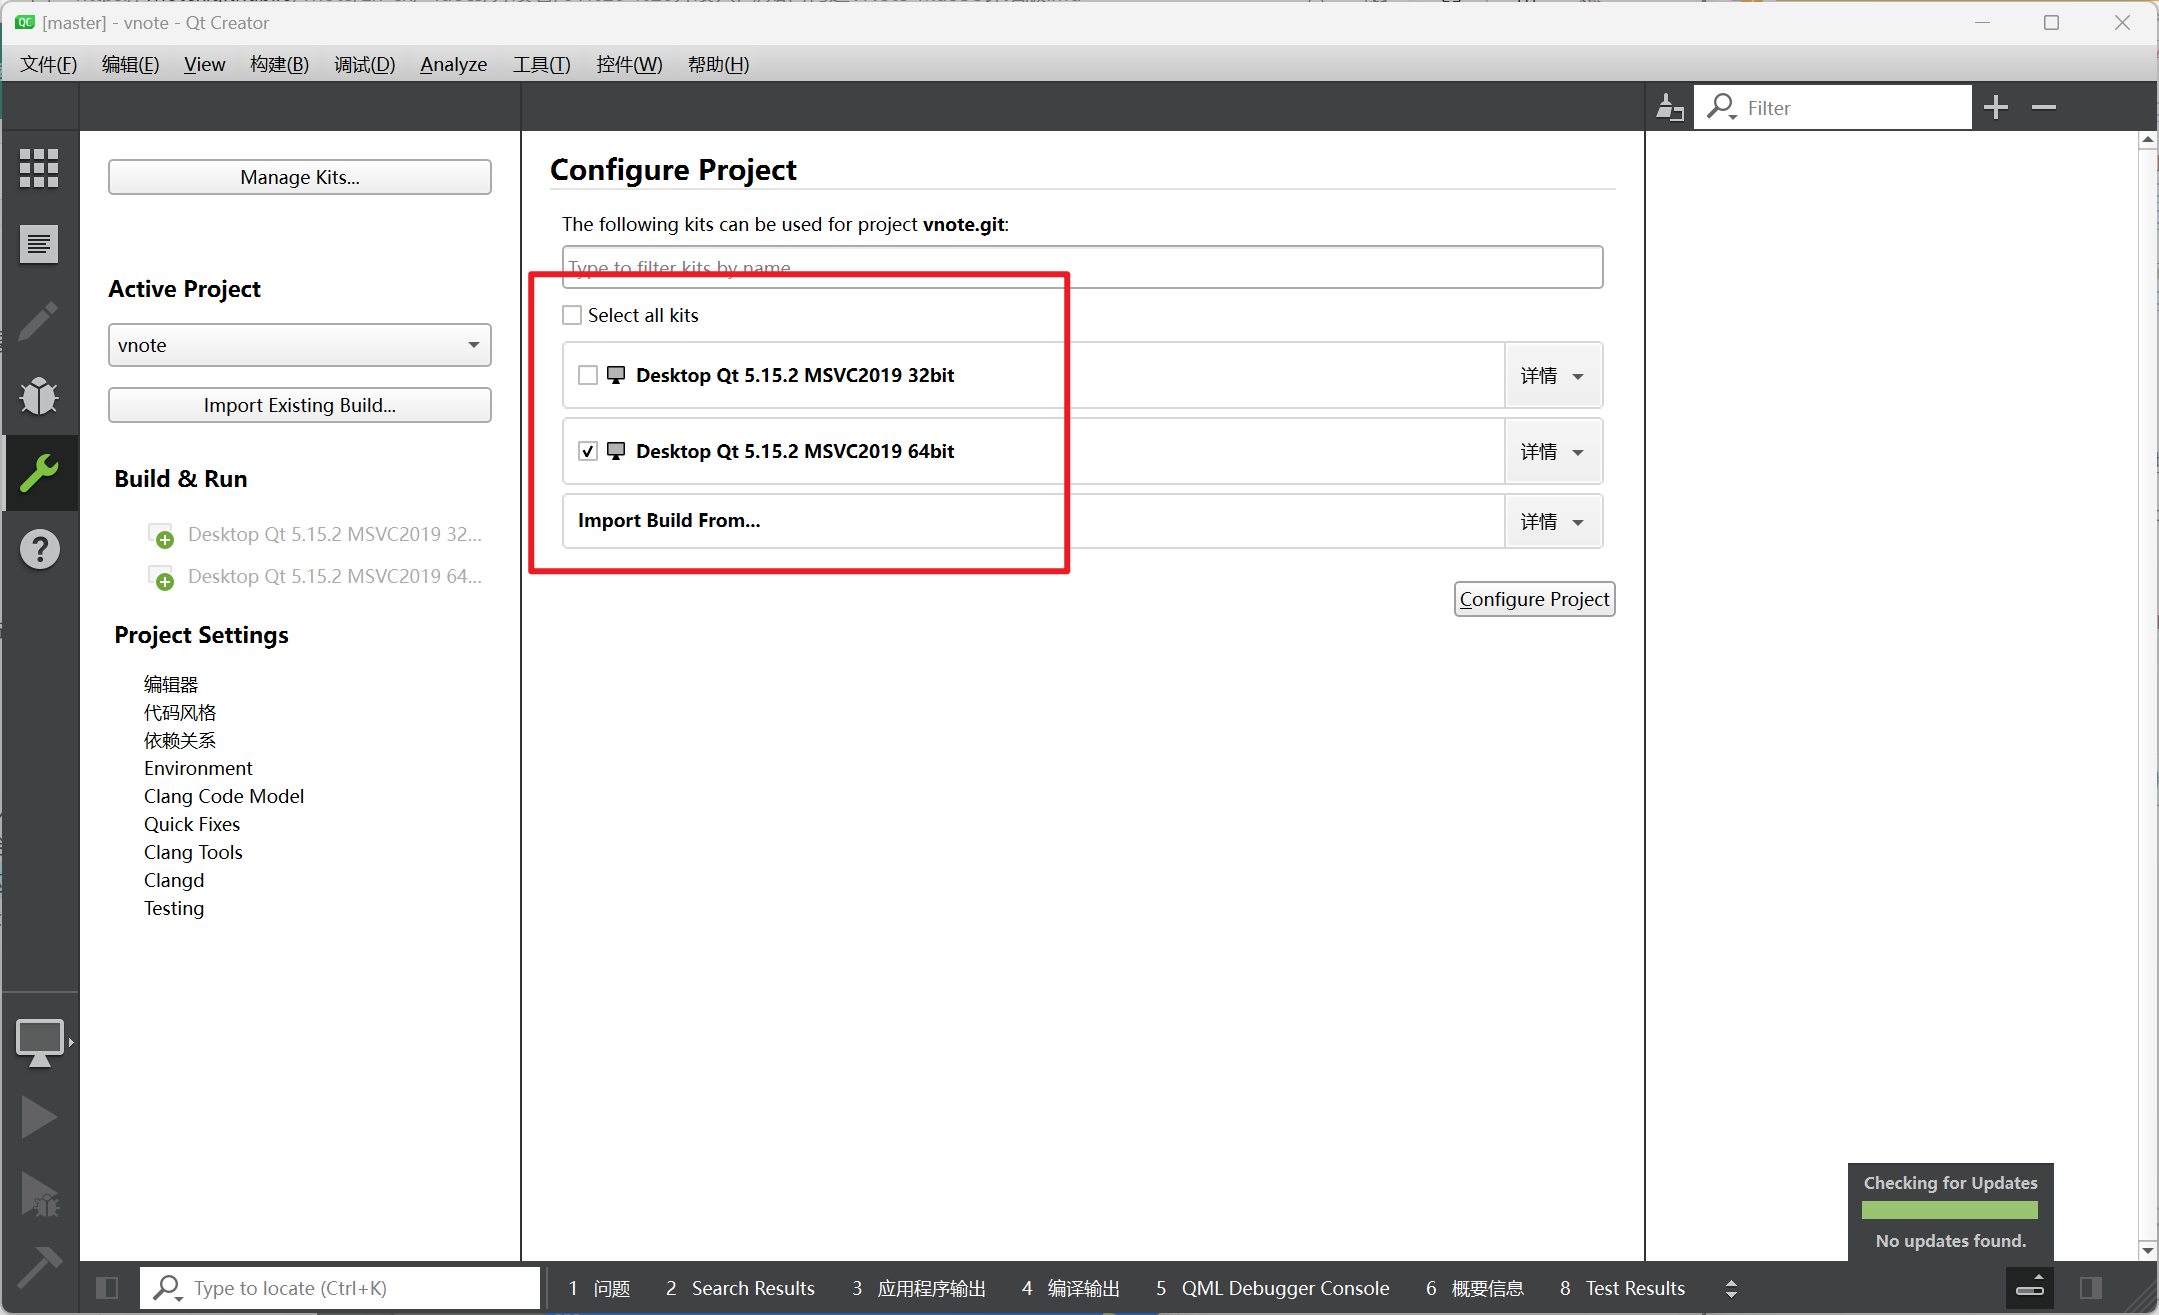 [master] - vnote - Qt Creator
文件(F) 编辑(E) View 构建(B) 调试(D) Analyze 工具(T) 控件(W) 帮助(H)
Filter
Manage Kits...
Active Project
vnote
Import Existing Build...
Build & Run
Desktop Qt 5.15.2 MSVC2019 32...
Desktop Qt 5.15.2 MSVC2019 64...
Project Settings
编辑器
代码风格
依赖关系
Environment
Clang Code Model
Quick Fixes
Clang Tools
Clangd
Testing
Configure Project
The following kits can be used for project vnote.git:
Type to filter kits by name...
Select all kits
Desktop Qt 5.15.2 MSVC2019 32bit 详情
Desktop Qt 5.15.2 MSVC2019 64bit 详情
Import Build From... 详情
Configure Project
Checking for Updates
No updates found.
Type to locate (Ctrl+K) 1 问题 2 Search Results 3 应用程序输出 4 编译输出 5 QML Debugger Console 6 概要信息 8 Test Results